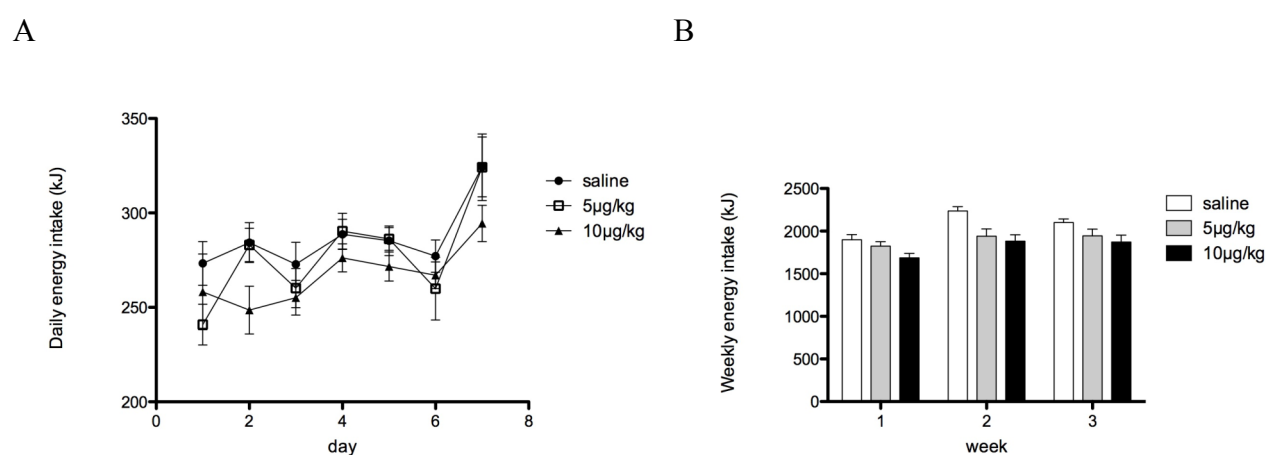 A
B
Daily energy intake (kJ)
350
300
250
200
0
2
4
6
8
day
saline
5µg/kg
10µg/kg
Weekly energy intake (kJ)
2500
2000
1500
1000
500
0
1
2
3
week
saline
5µg/kg
10µg/kg